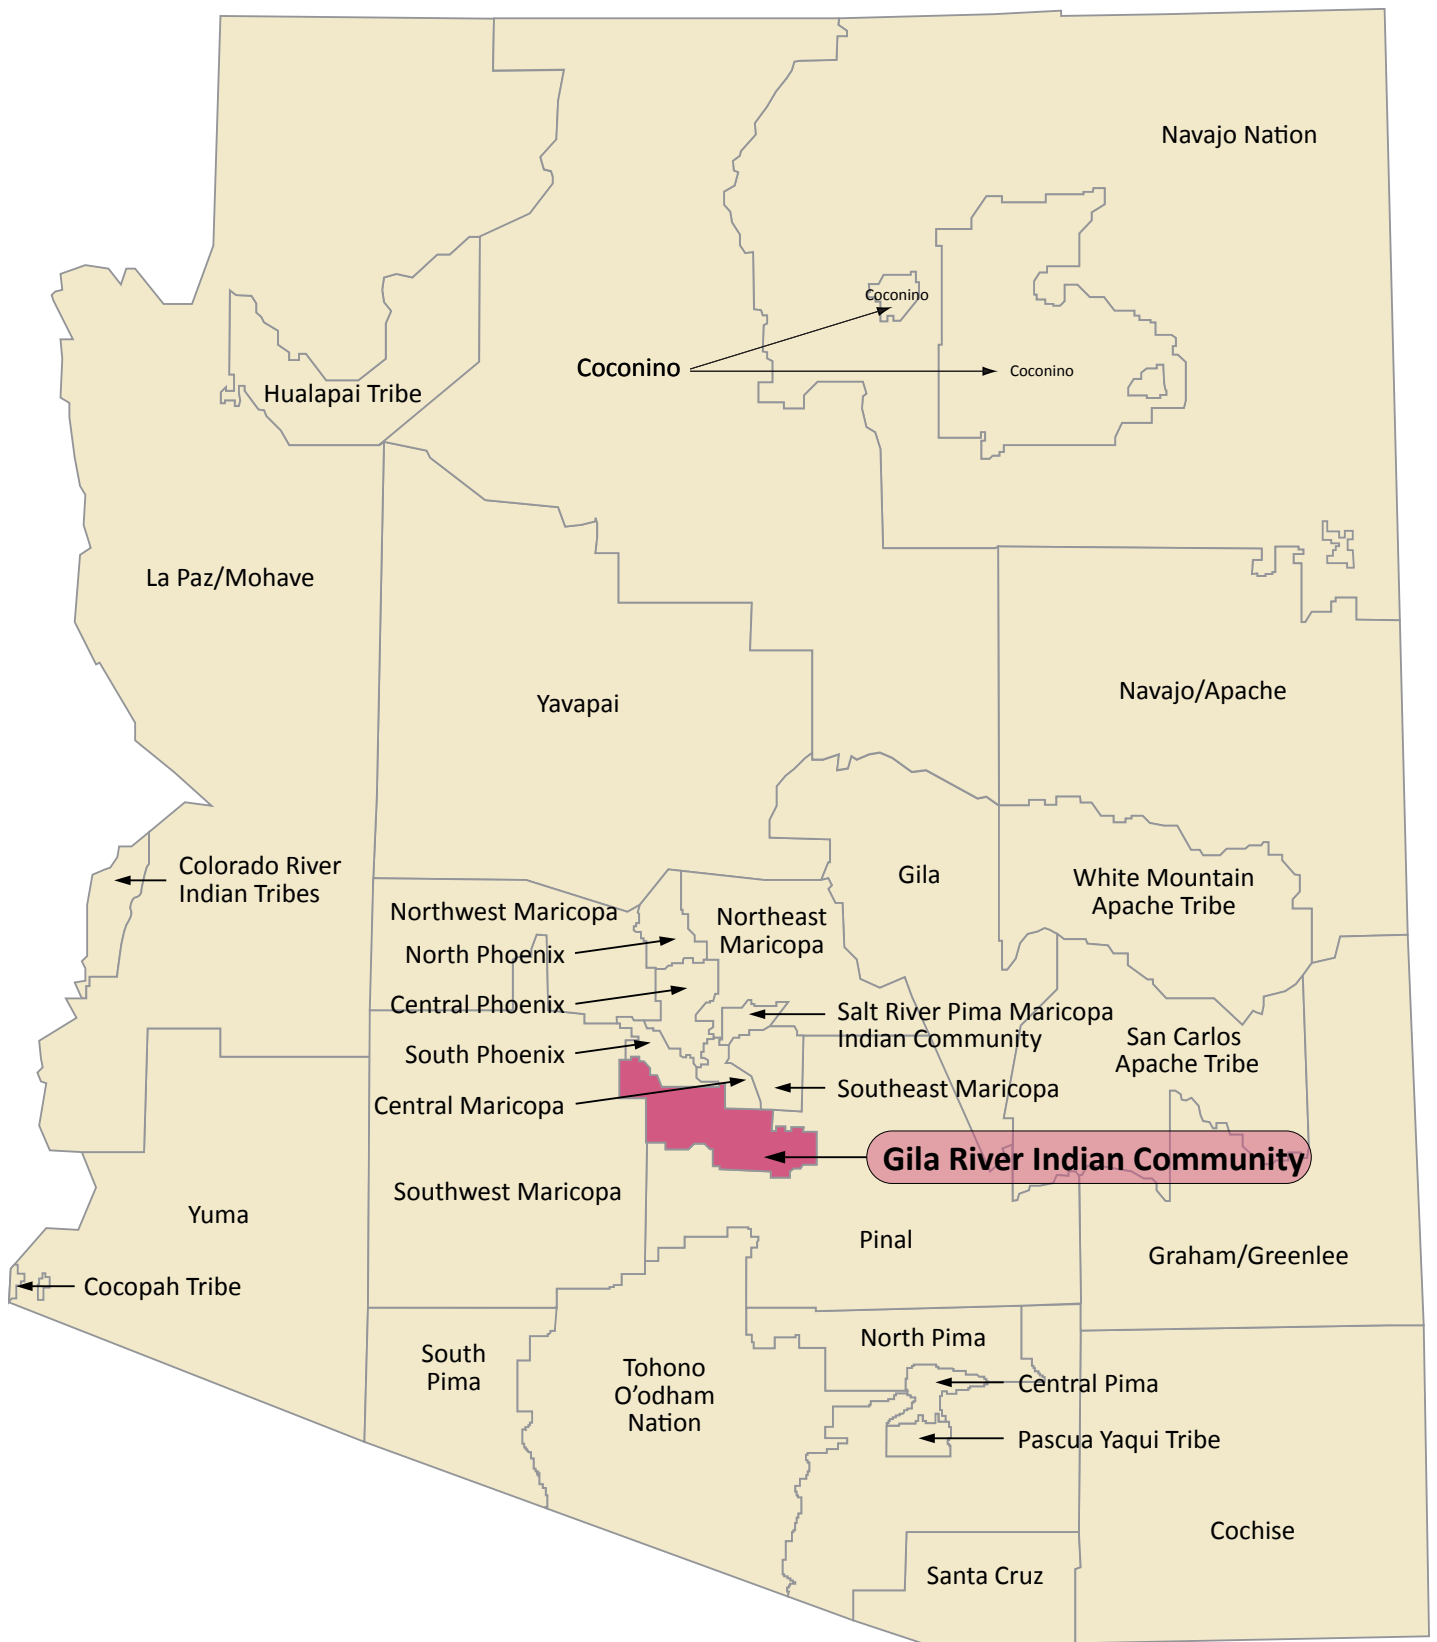 Navajo Nation
Coconino
Coconino
Coconino
Hualapai Tribe
La Paz/Mohave
Yavapai
Navajo/Apache
Colorado River
Indian Tribes
Gila
White Mountain
Apache Tribe
Northwest Maricopa
Northeast
Maricopa
North Phoenix
Central Phoenix
Salt River Pima Maricopa
Indian Community
San Carlos
Apache Tribe
South Phoenix
Southeast Maricopa
Central Maricopa
Gila River Indian Community
Southwest Maricopa
Yuma
Pinal
Graham/Greenlee
Cocopah Tribe
North Pima
South
Pima
Tohono
O’odham
Nation
Central Pima
Pascua Yaqui Tribe
Cochise
Santa Cruz